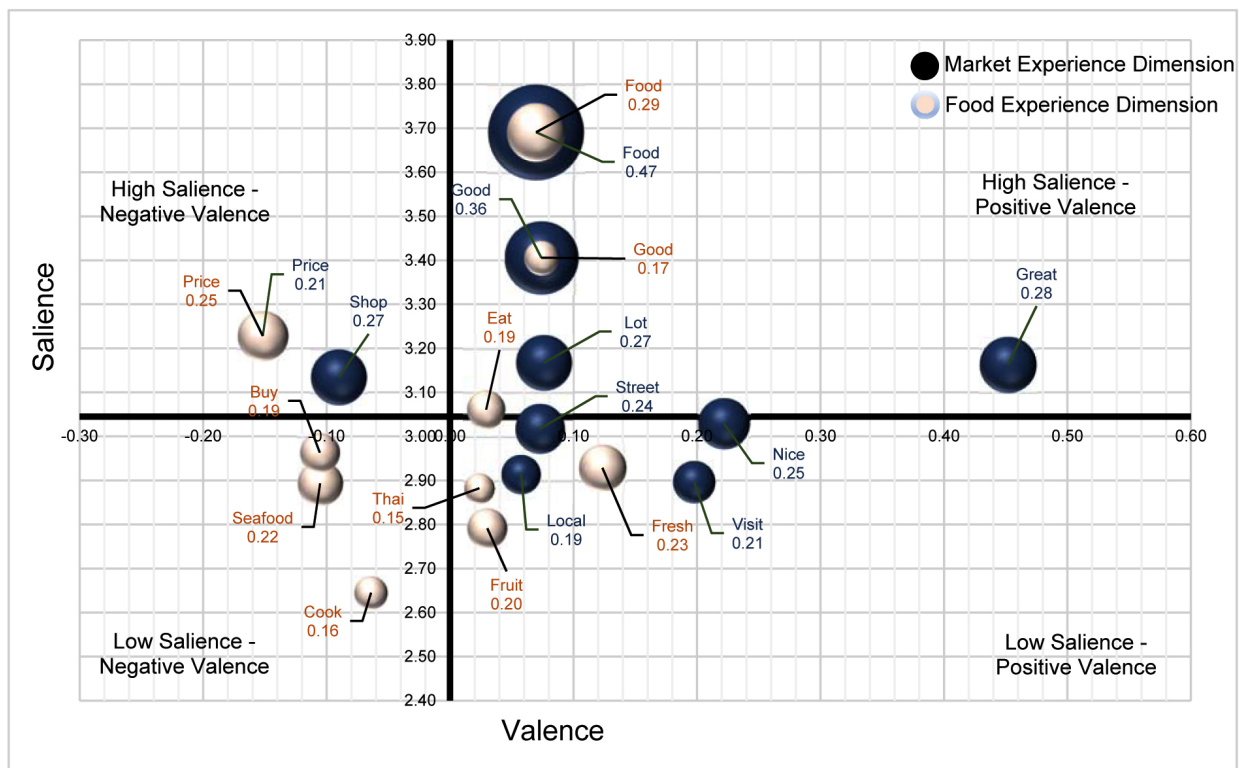 3.90
Market Experience Dimension
3.80
Food
0.29
Food Experience Dimension
3.70
Food
0.47
3.60
High Salience -
Negative Valence
Good
0.36
High Salience -
Positive Valence
3.50
3.40
Good
0.17
Price
0.25
Price
0.21
Great
0.28
Shop
0.27
3.30
Eat
0.19
Lot
0.27
Salience
3.20
3.10
Buy
0.19
Street
0.24
-0.30
-0.20
-0.10
3.00
0.00
0.10
0.20
0.30
0.40
0.50
0.60
Nice
0.25
2.90
Thai
0.15
Seafood
0.22
Local
0.19
Fresh
0.23
Visit
0.21
2.80
2.70
Fruit
0.20
Cook
0.16
2.60
Low Salience -
Negative Valence
Low Salience -
Positive Valence
2.50
2.40
Valence